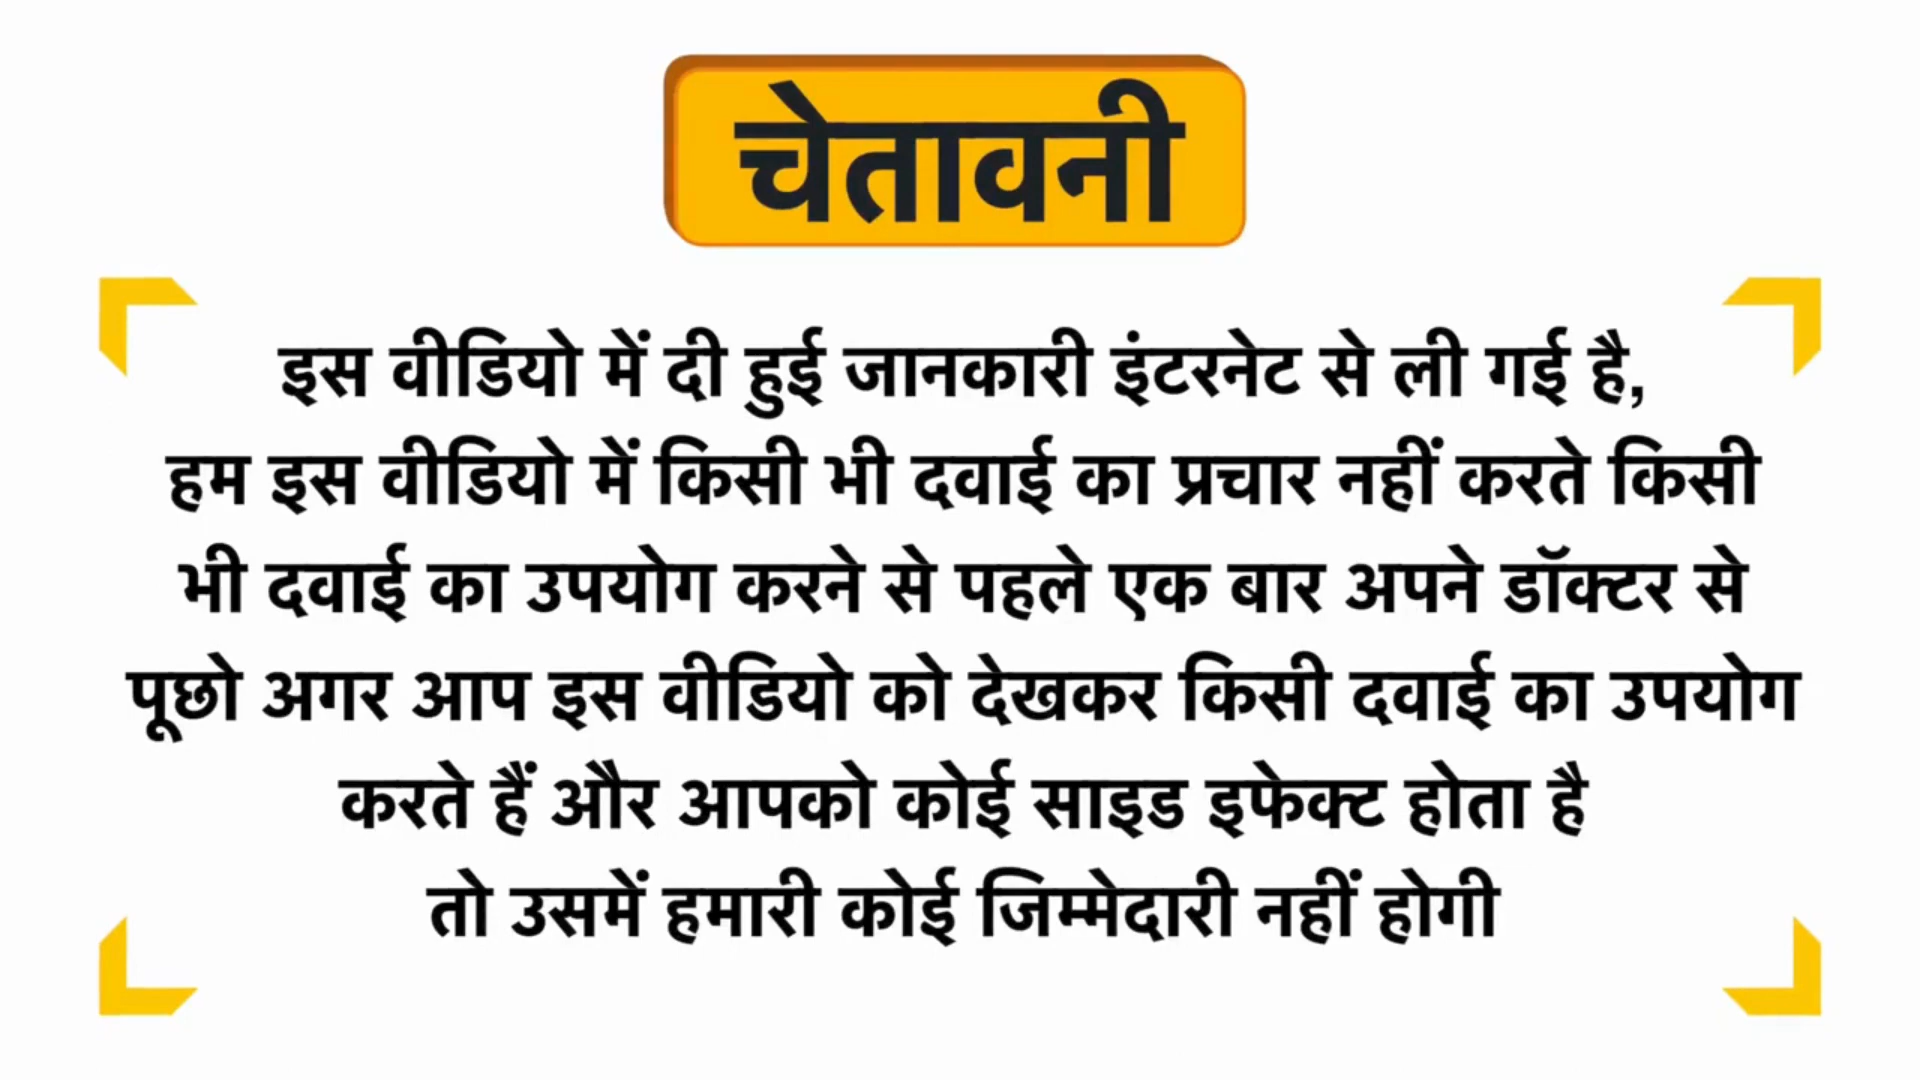 चेतावनी
इस वीडियो में दी हुई जानकारी इंटरनेट से ली गई है,
हम इस वीडियो में किसी भी दवाई का प्रचार नहीं करते किसी
भी दवाई का उपयोग करने से पहले एक बार अपने डॉक्टर से
पूछो अगर आप इस वीडियो को देखकर किसी दवाई का उपयोग
करते हैं और आपको कोई साइड इफेक्ट होता है
तो उसमें हमारी कोई जिम्मेदारी नहीं होगी